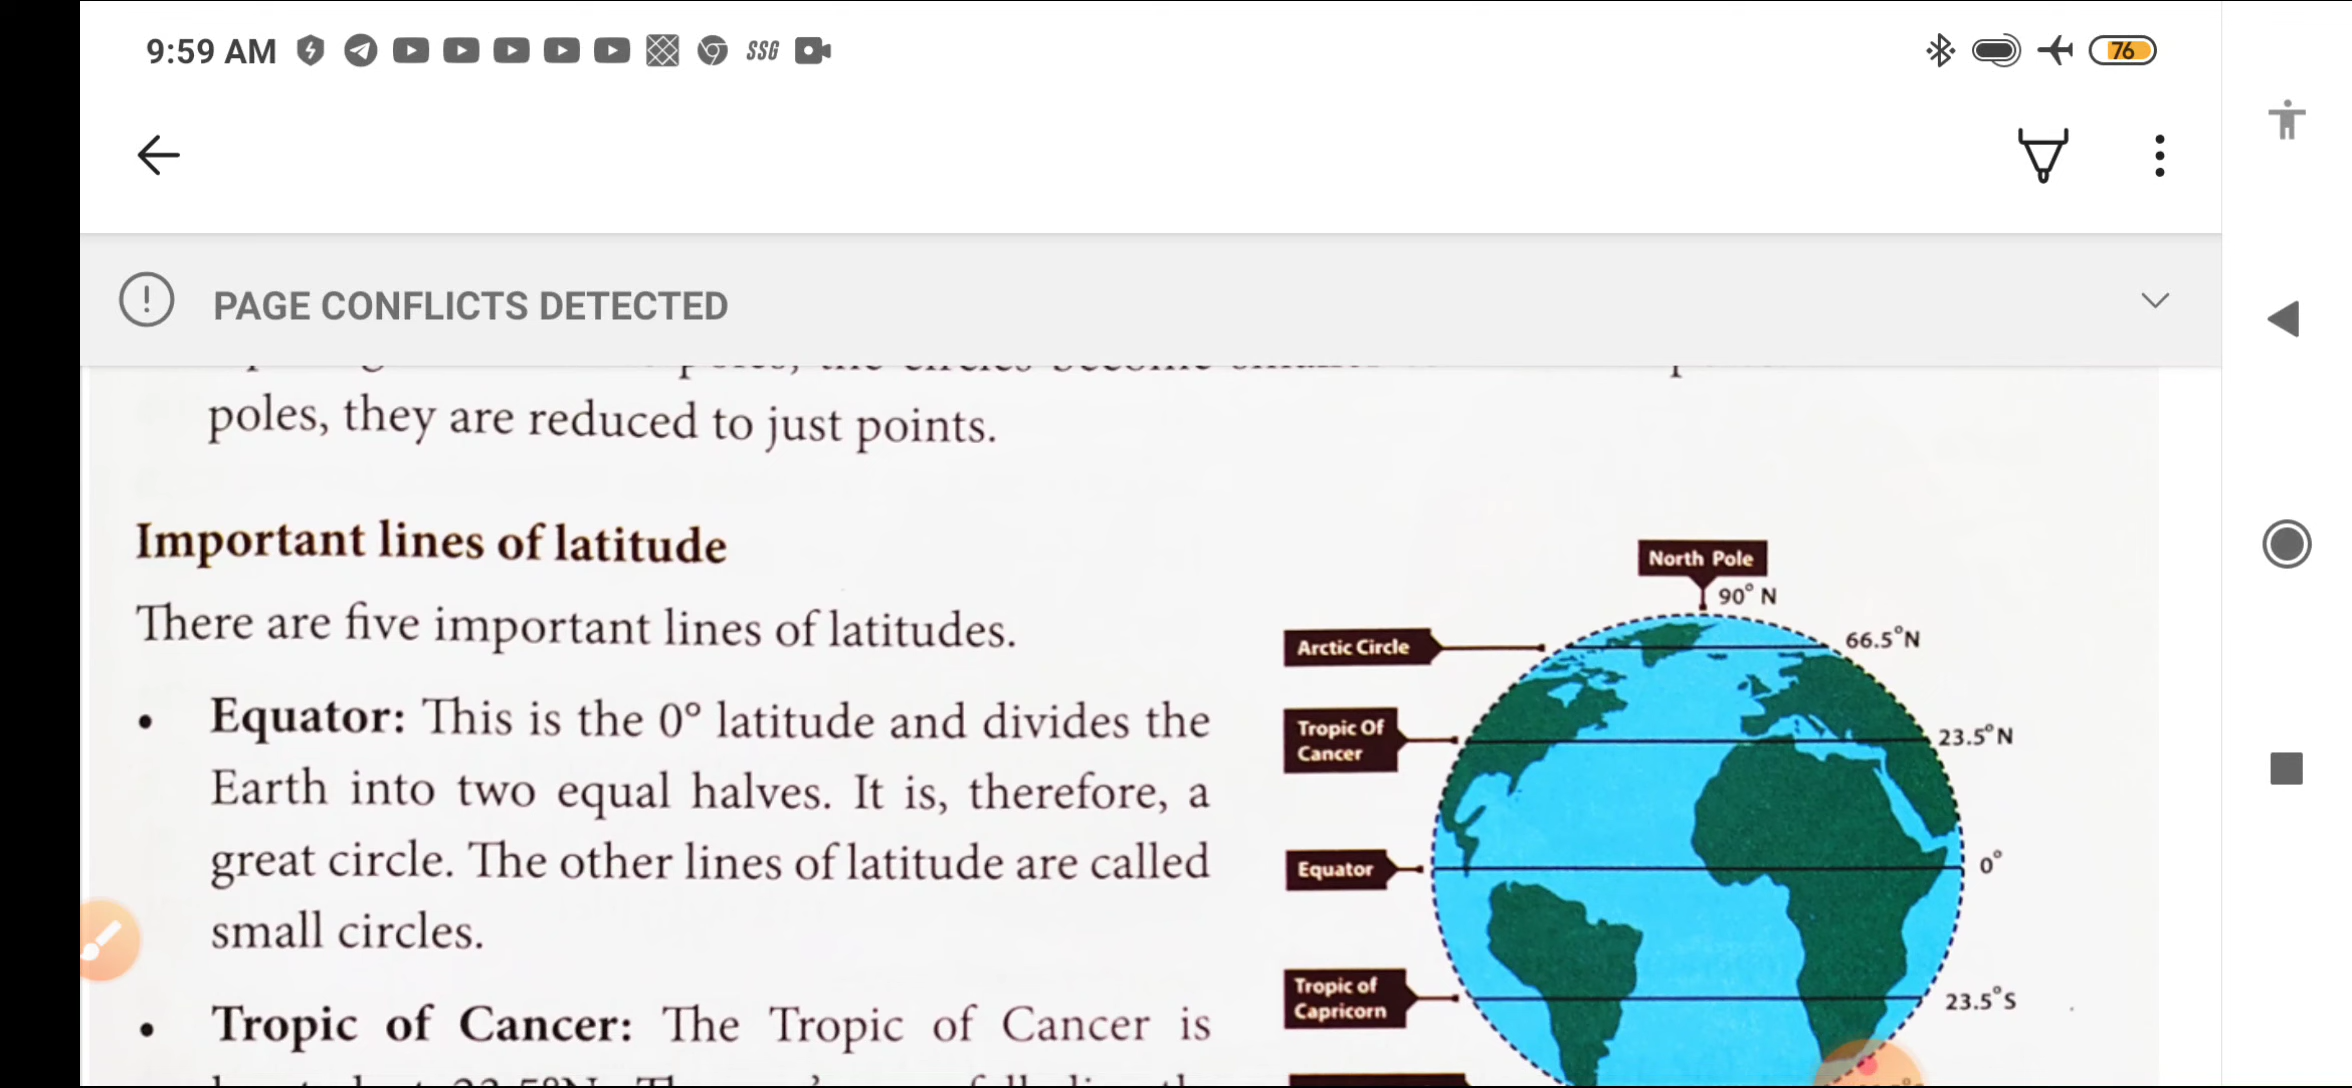 9:59 AM SSG 76
PAGE CONFLICTS DETECTED
poles, they are reduced to just points.
Important lines of latitude
There are five important lines of latitudes.
• Equator: This is the 0° latitude and divides the
Earth into two equal halves. It is, therefore, a
great circle. The other lines of latitude are called
small circles.
• Tropic of Cancer: The Tropic of Cancer is
North Pole
90° N
Arctic Circle
66.5°N
Tropic Of
Cancer
23.5°N
Equator
0°
Tropic of
Capricorn
23.5°S